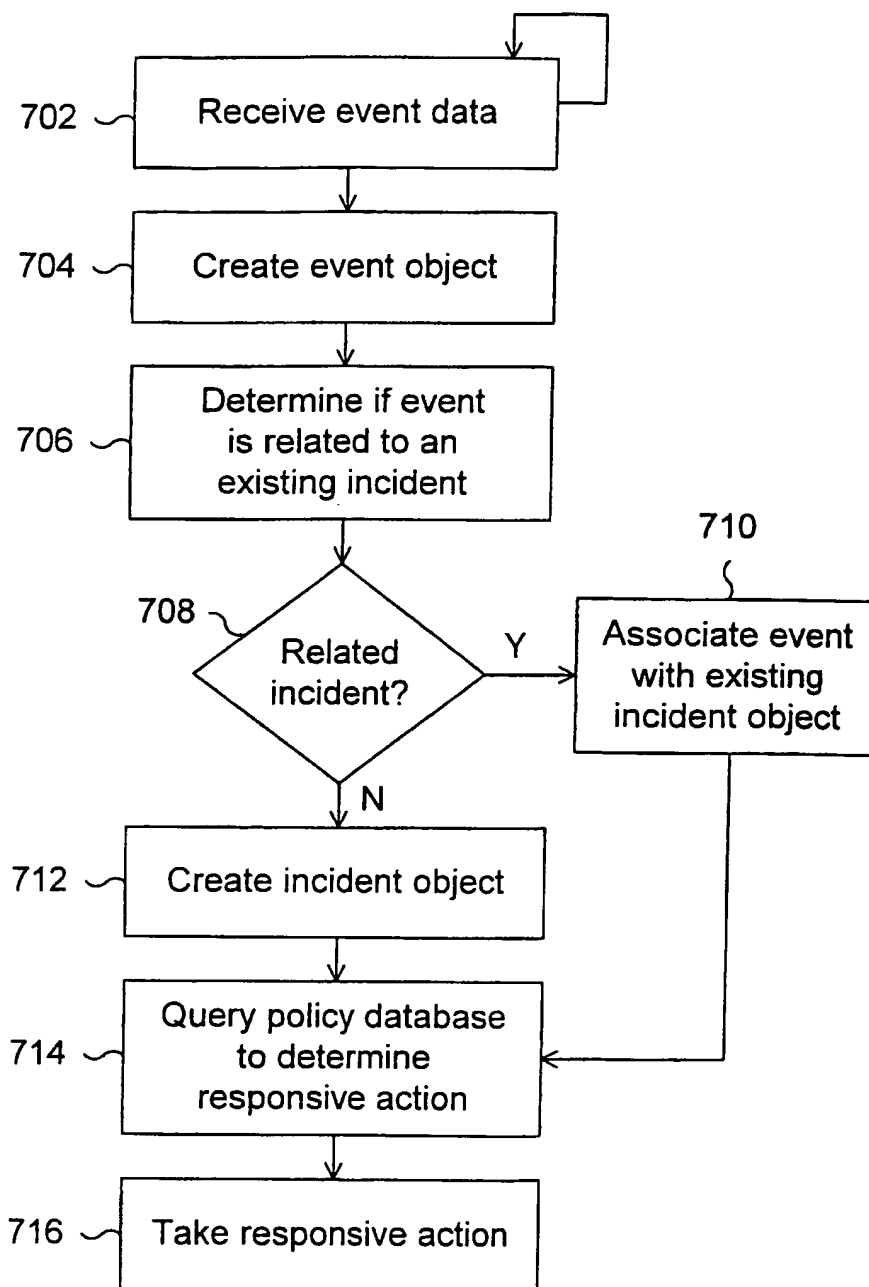 702
Receive event data
704
Create event object
706
Determine if event
is related to an
existing incident
708
Related
incident?
Y
710
Associate event
with existing
incident object
N
712
Create incident object
714
Query policy database
to determine
responsive action
716
Take responsive action